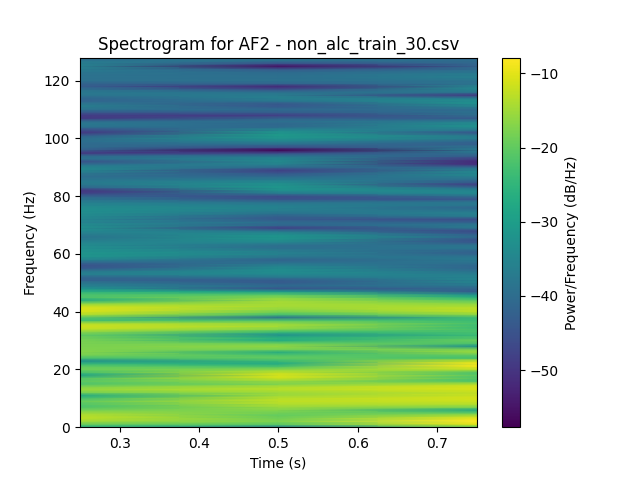 Spectrogram for AF2 - non_alc_train_30.csv
120
100
80
60
40
20
0
Frequency (Hz)
0.3 0.4 0.5 0.6 0.7
Time (s)
−10
−20
−30
−40
−50
Power/Frequency (dB/Hz)